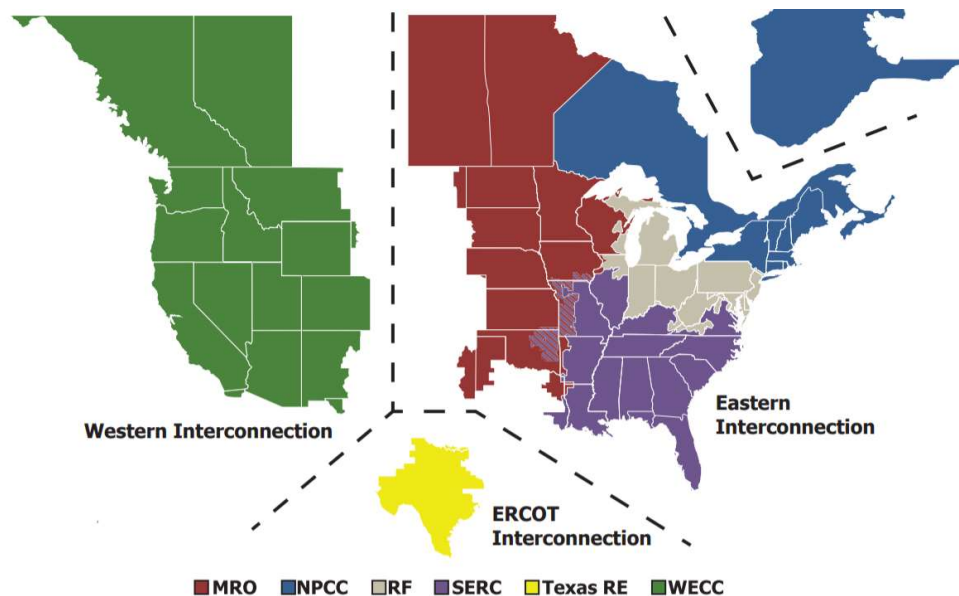 Western Interconnection
Eastern
Interconnection
ERCOT
Interconnection
MRO NPCC RF SERC Texas RE WECC